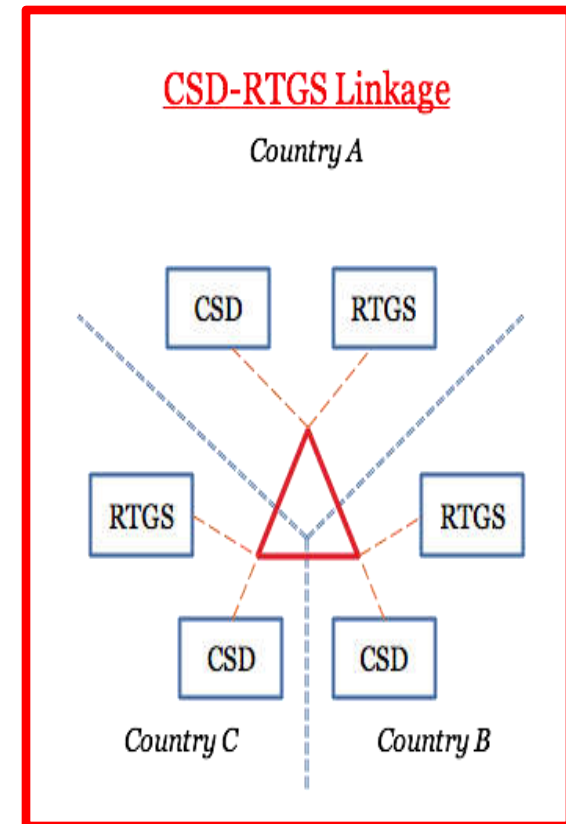 CSD-RTGS Linkage
Country A
CSD RTGS
RTGS RTGS
CSD CSD
Country C Country B